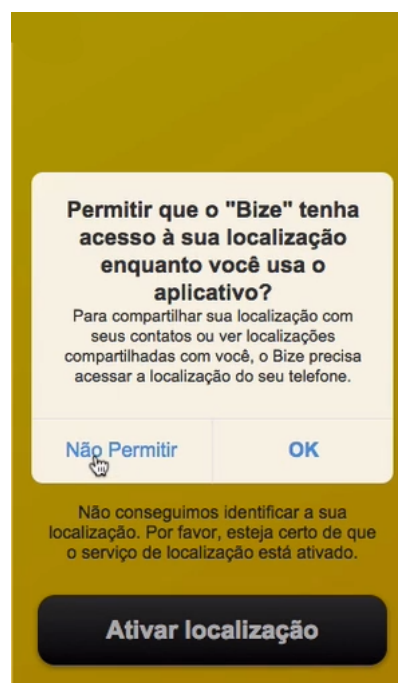 Permitir que o "Bize" tenha
acesso à sua localização
enquanto você usa o
aplicativo?
Para compartilhar sua localização com
seus contatos ou ver localizações
compartilhadas com você, o Bize precisa
acessar a localização do seu telefone.
Não Permitir OK
Não conseguimos identificar a sua
localização. Por favor, esteja certo de que
o serviço de localização está ativado.
Ativar localização